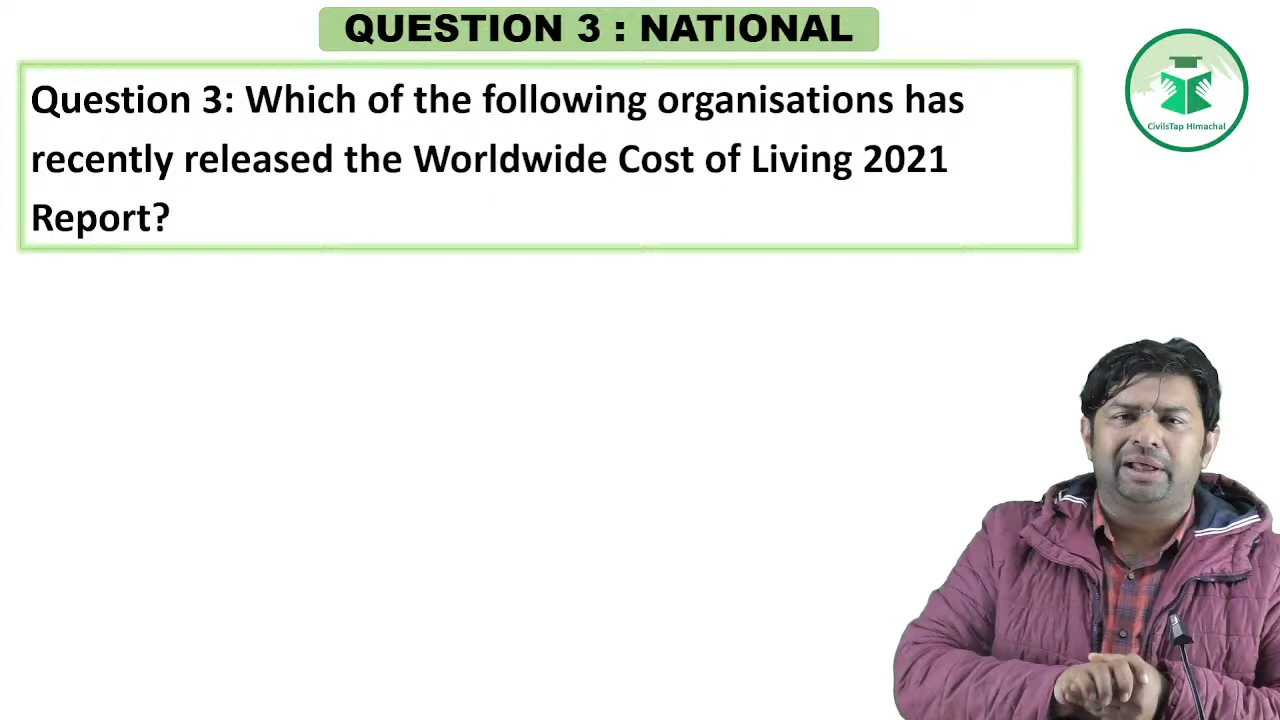 QUESTION 3 : NATIONAL
Question 3: Which of the following organisations has
recently released the Worldwide Cost of Living 2021
Report?
CivilsTap Himachal